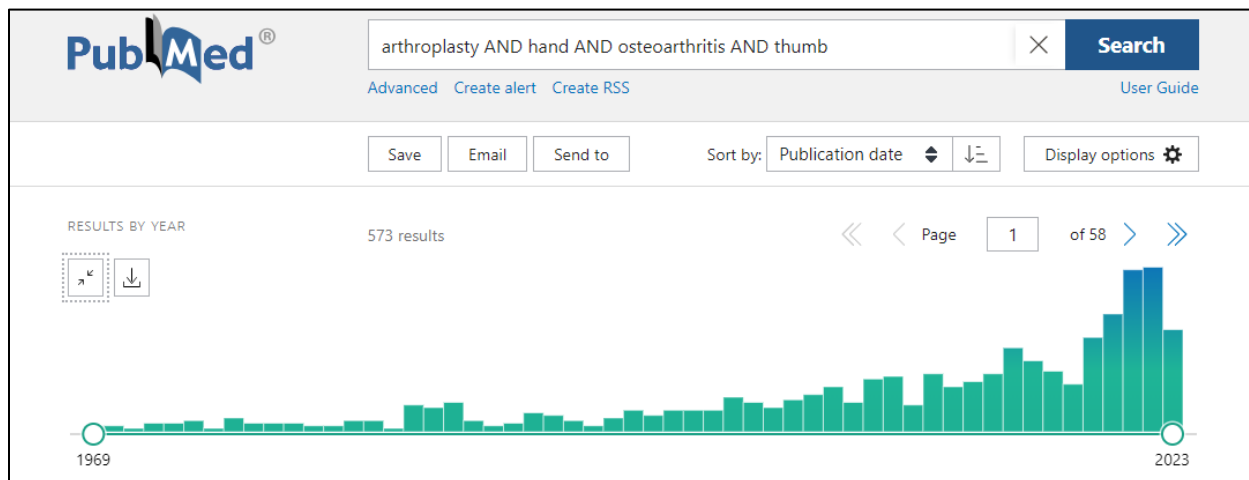 PubMed®
arthroplasty AND hand AND osteoarthritis AND thumb
Search
Advanced Create alert Create RSS
User Guide
Save Email Send to
Sort by: Publication date
Display options
RESULTS BY YEAR
573 results
Page 1 of 58
1969
2023